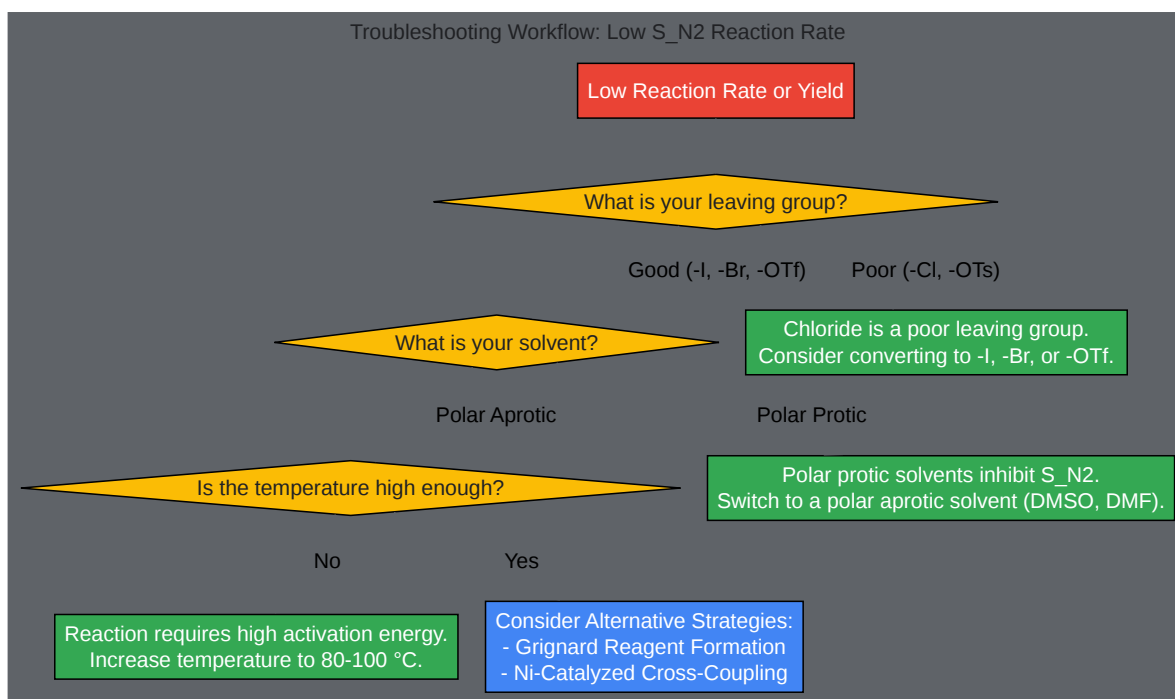 Troubleshooting Workflow: Low S_N2 Reaction Rate
Low Reaction Rate or Yield
What is your leaving group?
Good (-I, -Br, -OTf)
Poor (-Cl, -OTs)
What is your solvent?
Chloride is a poor leaving group.
Consider converting to -I, -Br, or -OTf.
Polar Aprotic
Polar Protic
Is the temperature high enough?
Polar protic solvents inhibit S_N2.
Switch to a polar aprotic solvent (DMSO, DMF).
No
Yes
Reaction requires high activation energy.
Increase temperature to 80-100 °C.
Consider Alternative Strategies:
- Grignard Reagent Formation
- Ni-Catalyzed Cross-Coupling